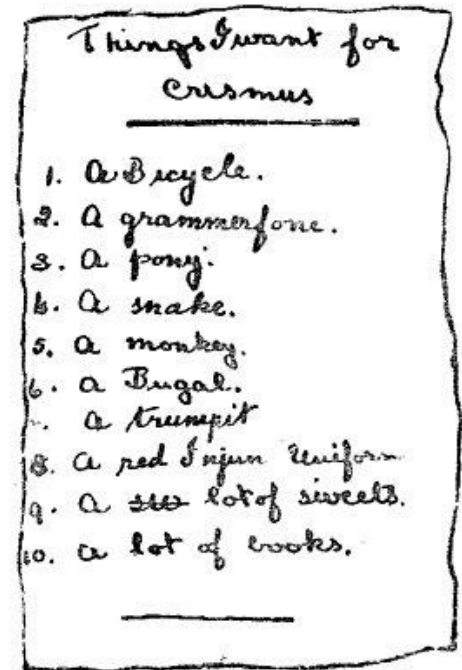 Things I want for
Crismus
1. A Bicycle.
2. A grammerfone.
3. A pony.
4. A snake.
5. A monkey.
6. A Bugal.
7. A trumpit
8. A red Injun Uniform
9. A lot of sweets.
10. A lot of books.